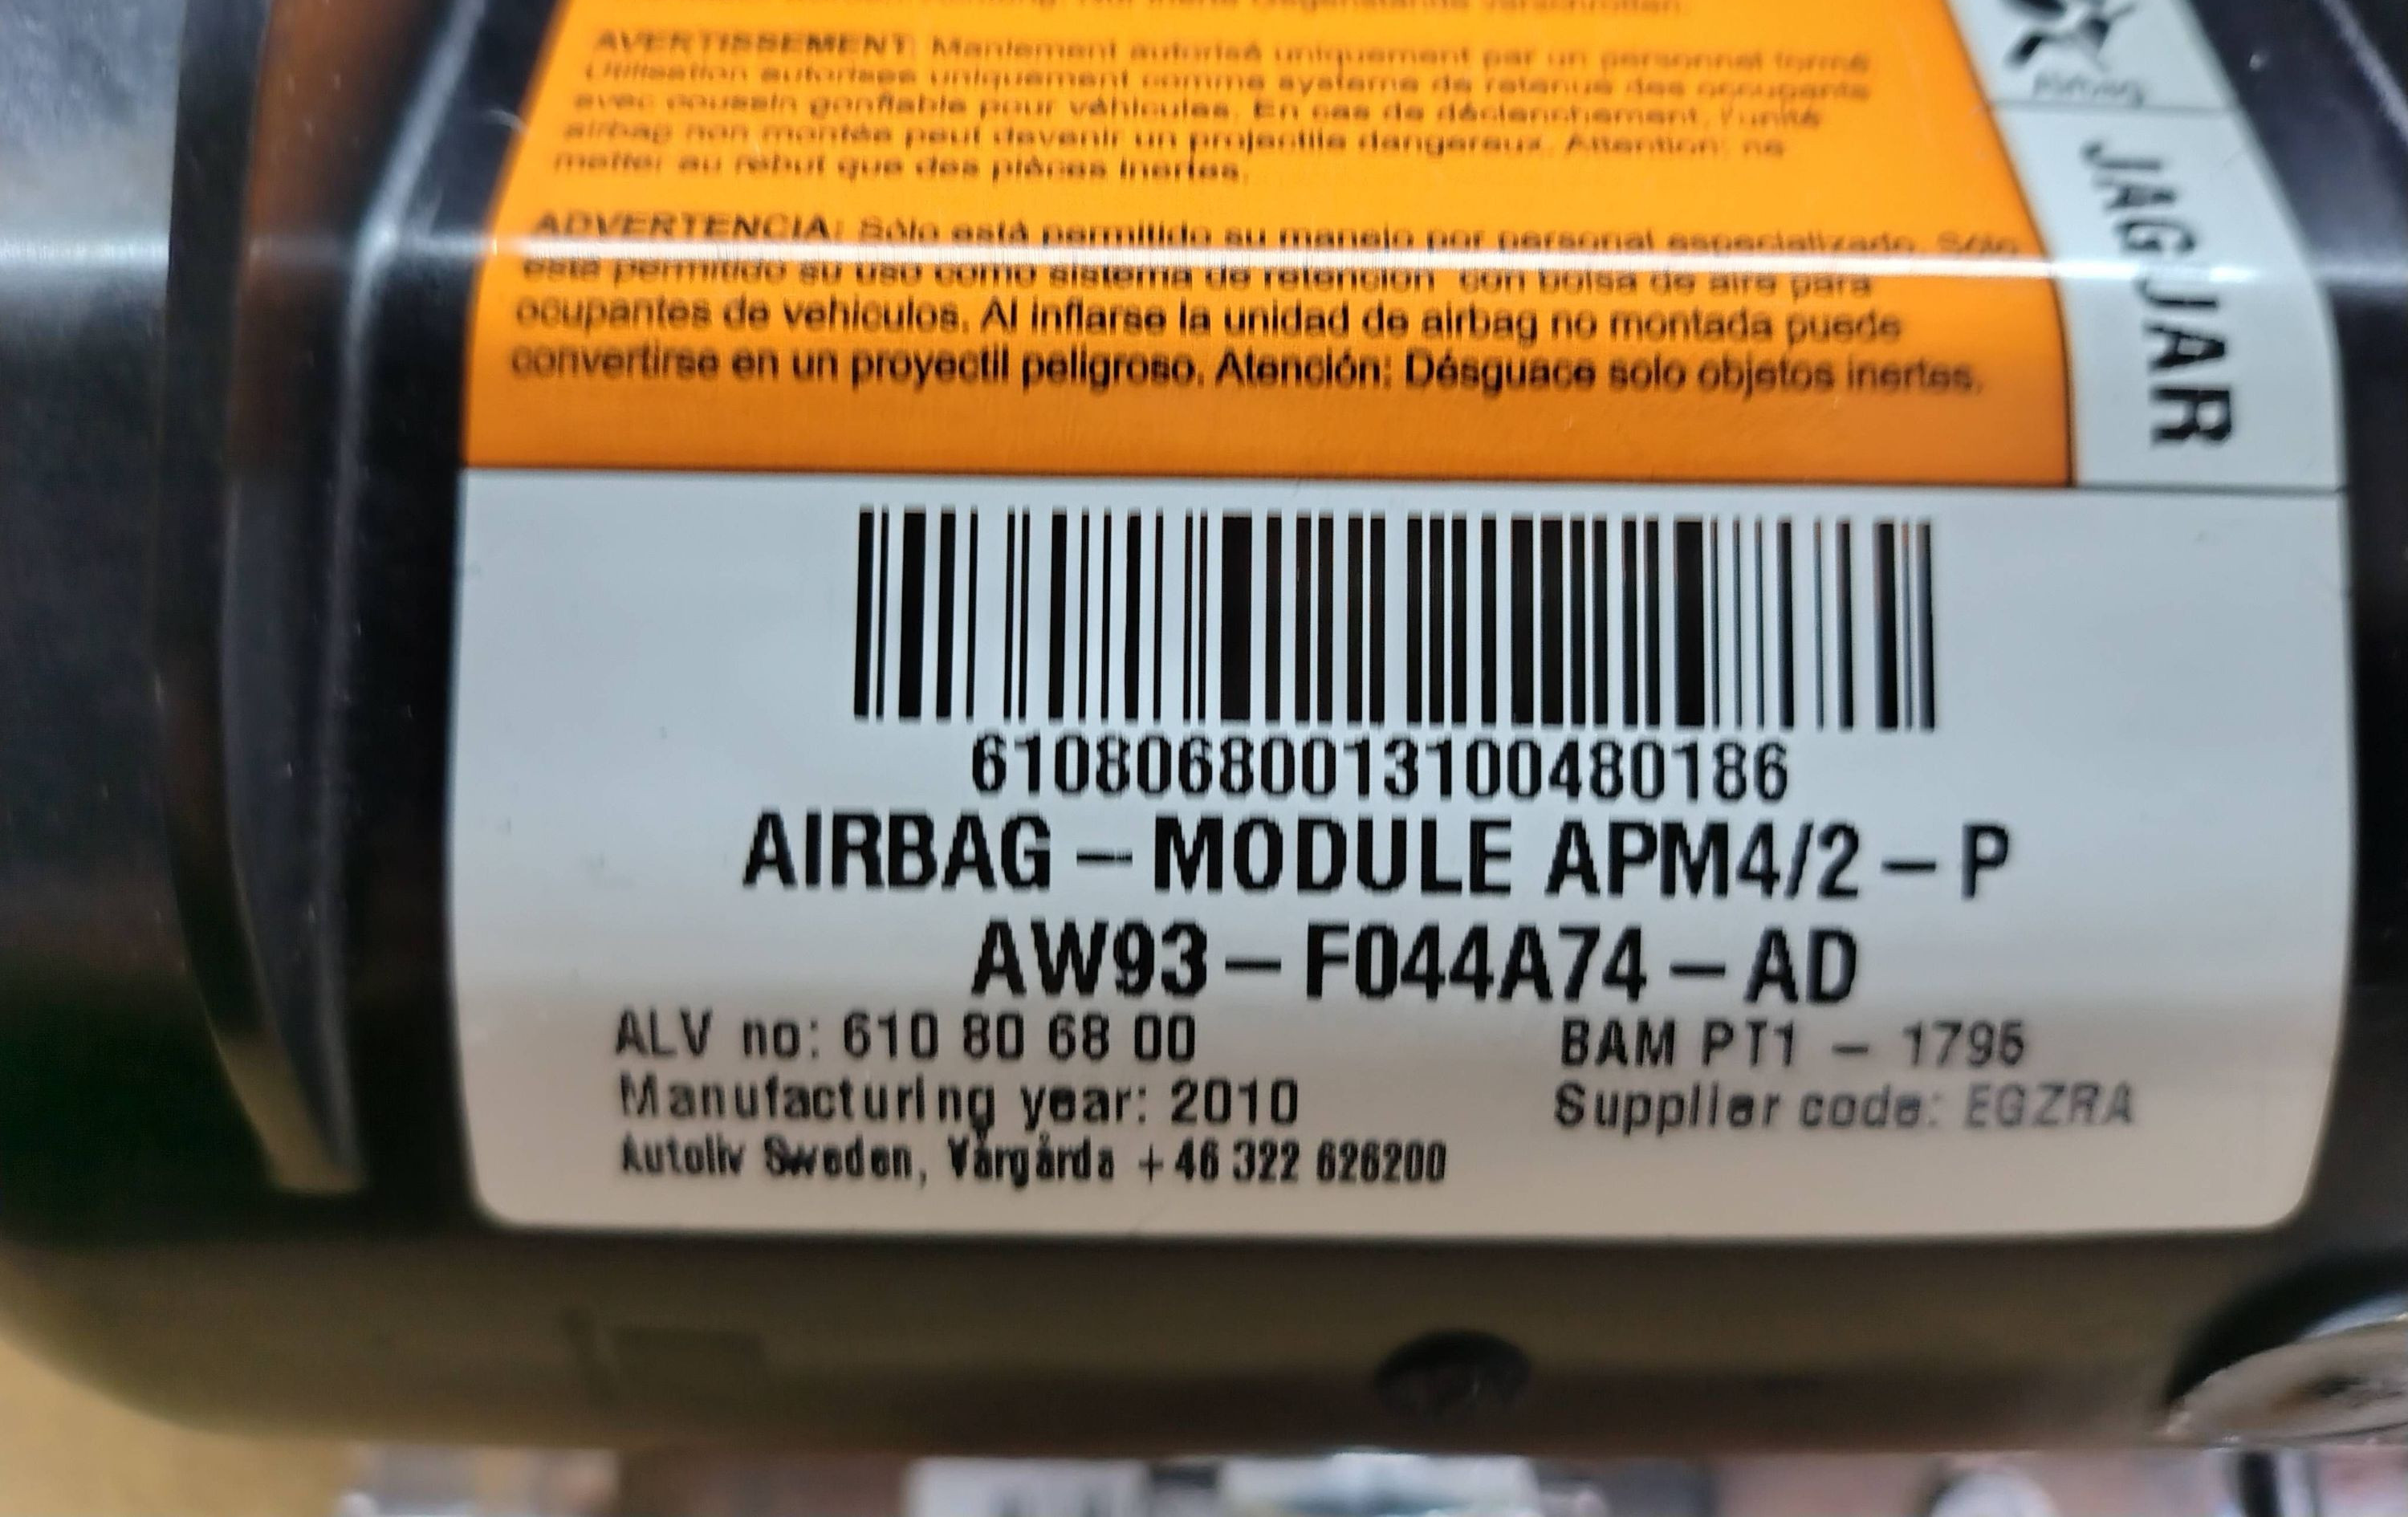 AVERTISSEMENT: Maniement autorisé uniquement par un personnel formé
Utilisation autorisée uniquement comme système de retenue des occupants
avec coussin gonflable pour véhicules. En cas de déclenchement, l'unité
airbag non montée peut devenir un projectile dangereux. Attention: ne
mettre au rebut que des pièces inertes.
ADVERTENCIA: Sólo está permitido su manejo por personal especializado. Sólo
está permitido su uso como sistema de retención con bolsa de aire para
ocupantes de vehiculos. Al inflarse la unidad de airbag no montada puede
convertirse en un proyectil peligroso. Atención: Désguace solo objetos inertes.
Airbag
JAGUAR
61080680013100480186
AIRBAG – MODULE APM4/2 – P
AW93 – F044A74 – AD
ALV no: 610 80 68 00
BAM PT1 – 1795
Manufacturing year: 2010
Supplier code: EGZRA
Autoliv Sweden, Vårgårda +46 322 626200